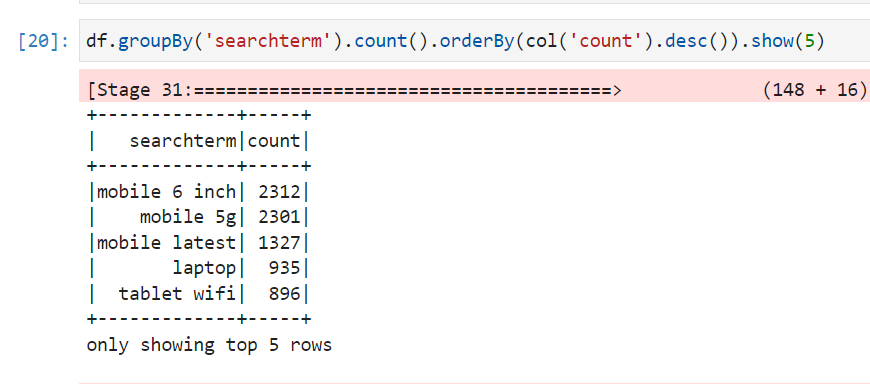 [20]: df.groupBy('searchterm').count().orderBy(col('count').desc()).show(5)
[Stage 31:=======================================> (148 + 16)
+-------------+-----+
|   searchterm|count|
+-------------+-----+
|mobile 6 inch| 2312|
|    mobile 5g| 2301|
|mobile latest| 1327|
|       laptop|  935|
|  tablet wifi|  896|
+-------------+-----+
only showing top 5 rows